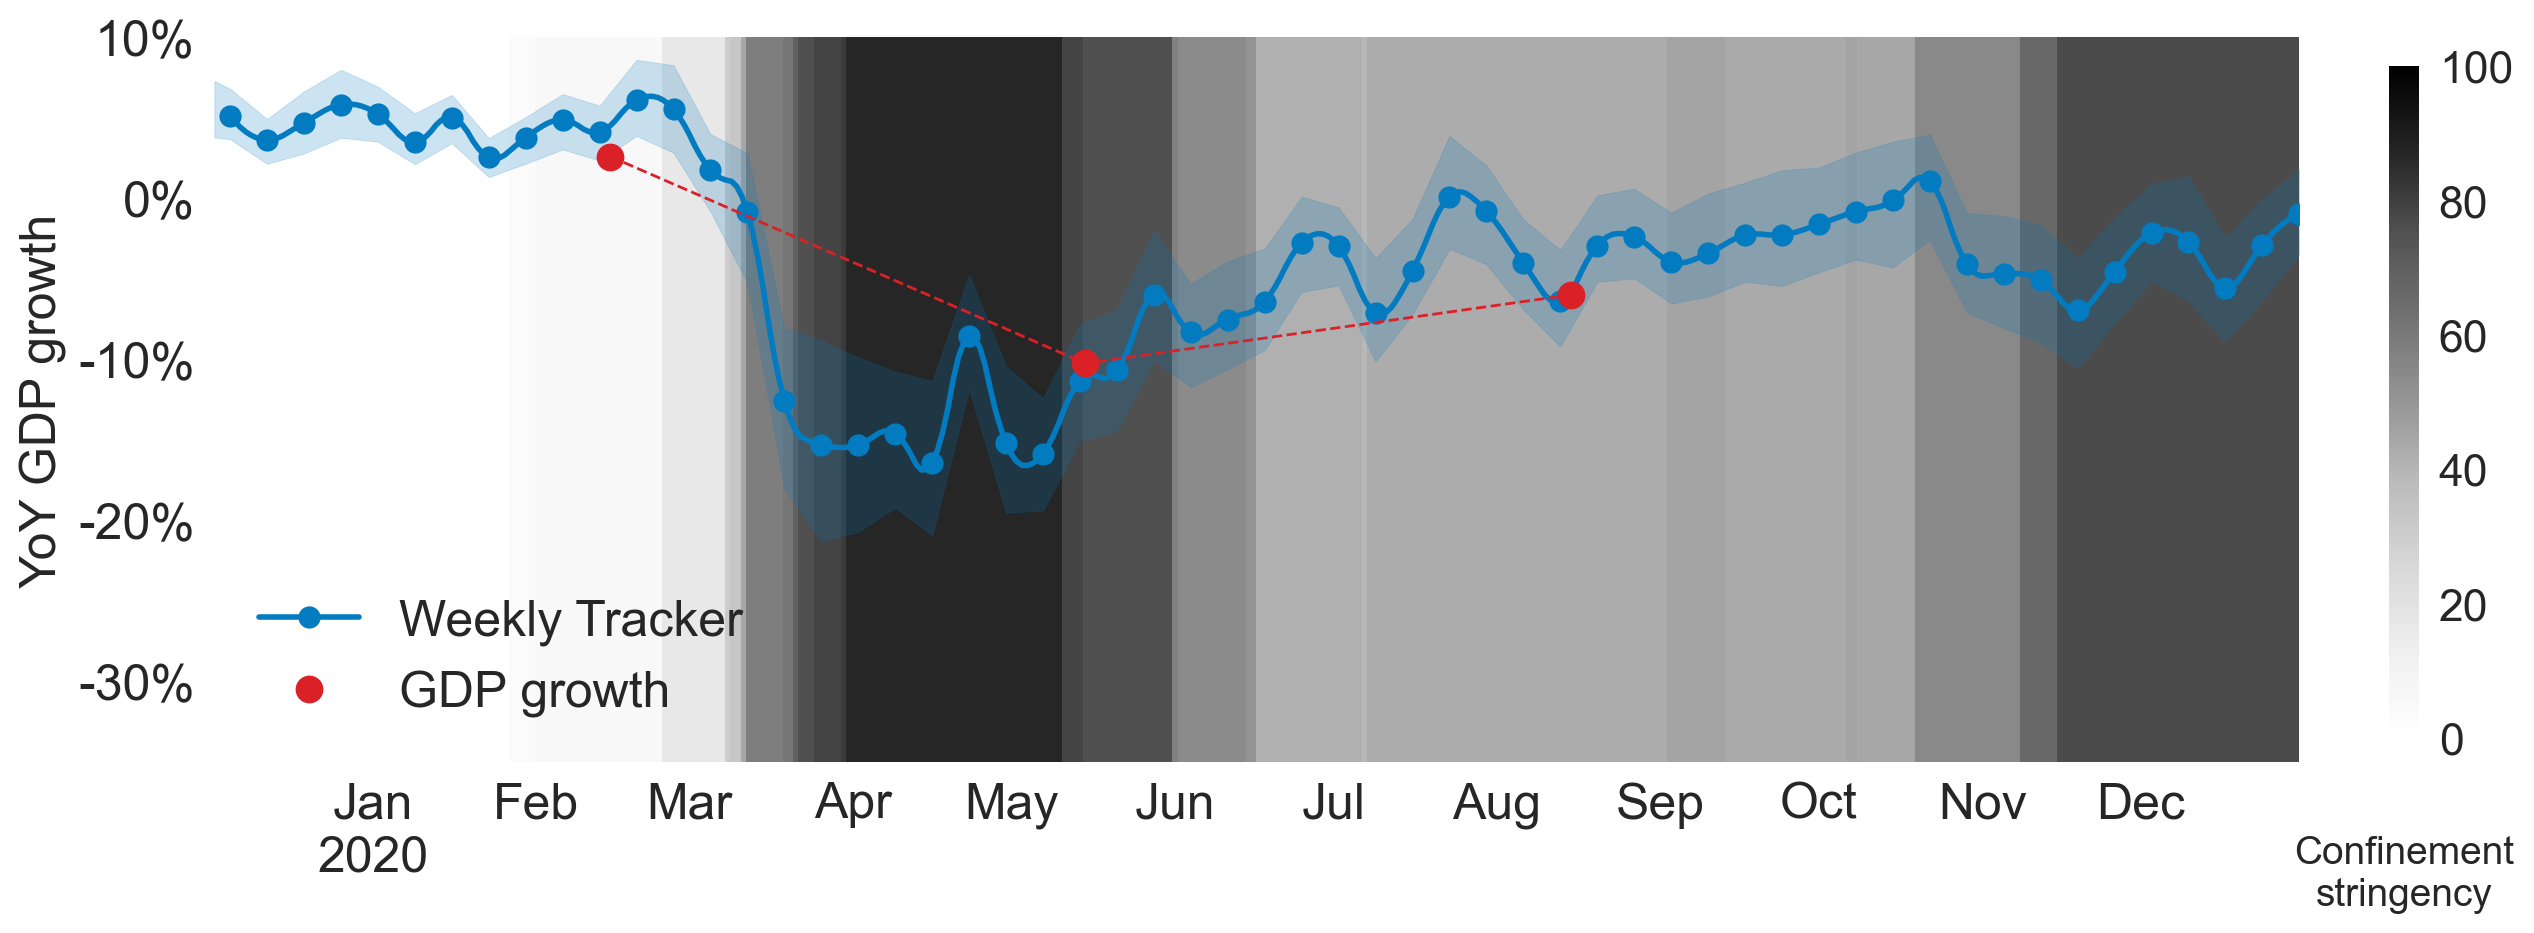 10%
0%
-10%
-20%
-30%
YoY GDP growth
Weekly Tracker
GDP growth
Jan
2020
Feb
Mar
Apr
May
Jun
Jul
Aug
Sep
Oct
Nov
Dec
100
80
60
40
20
0
Confinement
stringency